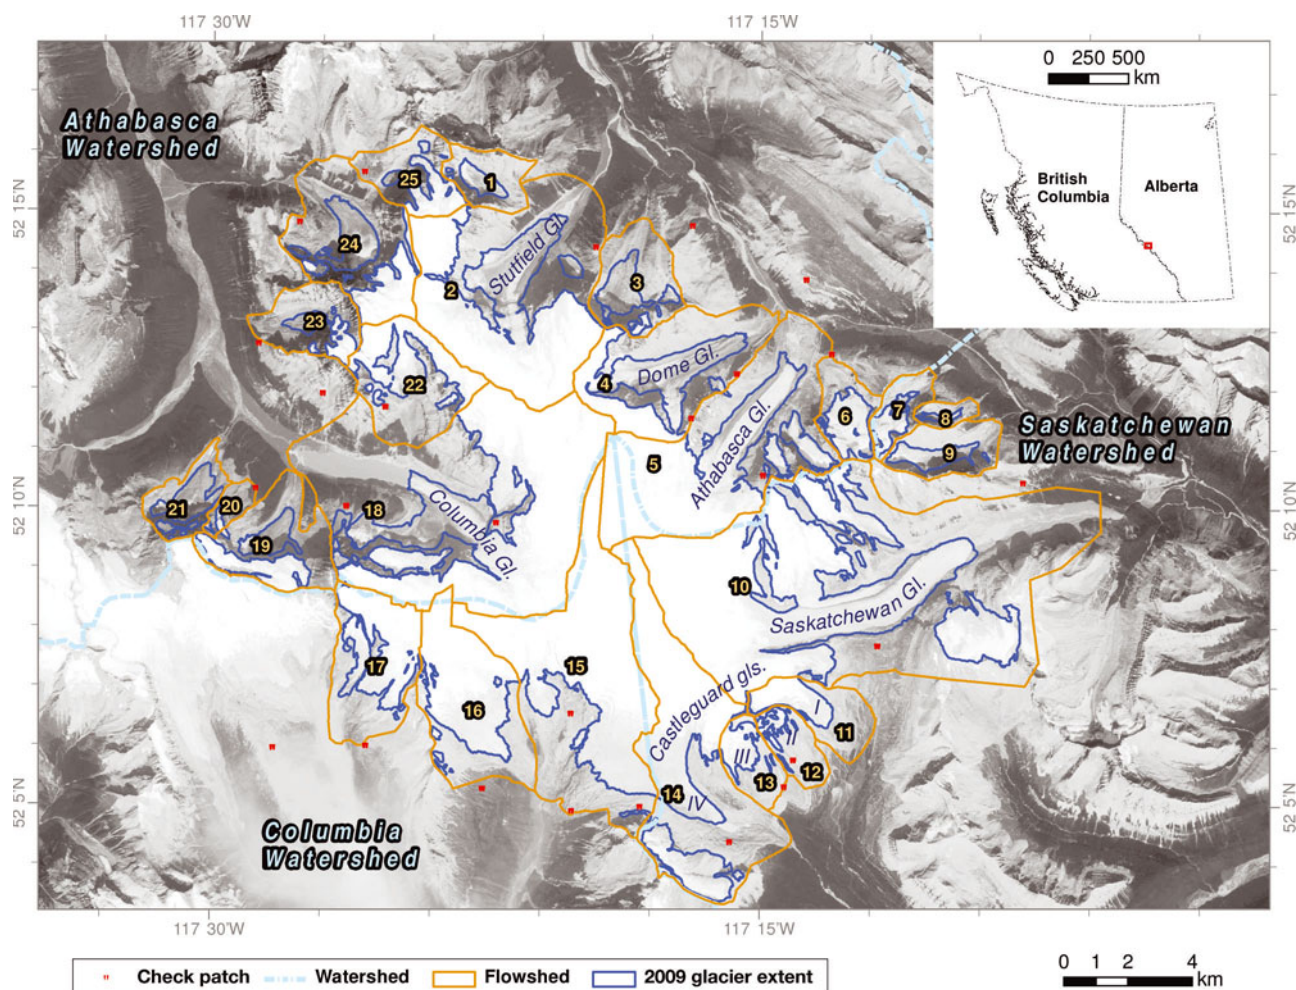 117 30'W
117 15'W
0 250 500
km
British
Columbia
Alberta
Athabasca
Watershed
52 15'N
52 15'N
25
1
24
Stutfield Gl.
2
3
23
22
Dome Gl.
4
6
7
8
9
Saskatchewan
Watershed
5
Athabasca Gl.
52 10'N
52 10'N
21
20
18
19
Columbia Gl.
10
Saskatchewan Gl.
17
15
16
Castleguard gls.
I
11
II
III
12
13
14
IV
52 5'N
52 5'N
Columbia
Watershed
117 30'W
117 15'W
Check patch
Watershed
Flowshed
2009 glacier extent
0 1 2 4
km